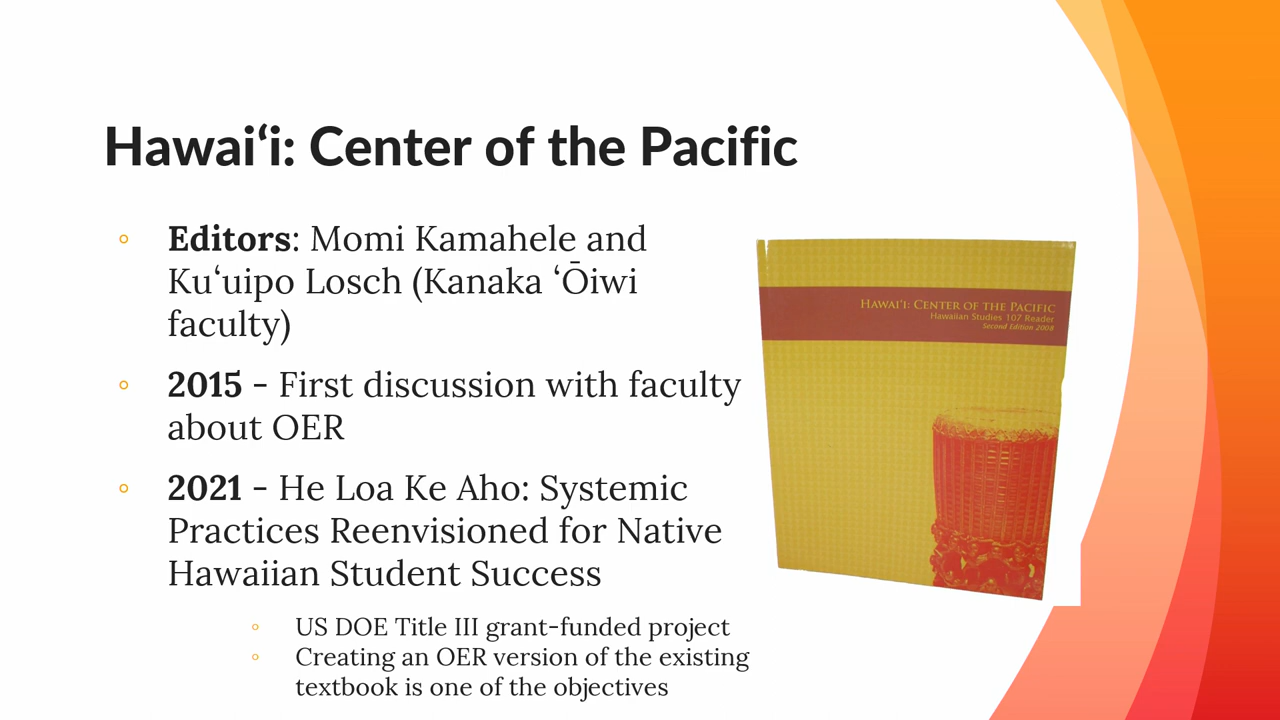 Hawaiʻi: Center of the Pacific
Editors: Momi Kamahele and
Kuʻuipo Losch (Kanaka ʻŌiwi
faculty)
2015 - First discussion with faculty
about OER
2021 - He Loa Ke Aho: Systemic
Practices Reenvisioned for Native
Hawaiian Student Success
US DOE Title III grant-funded project
Creating an OER version of the existing
textbook is one of the objectives
HAWAIʻI: CENTER OF THE PACIFIC
Hawaiian Studies 107 Reader
Second Edition 2008